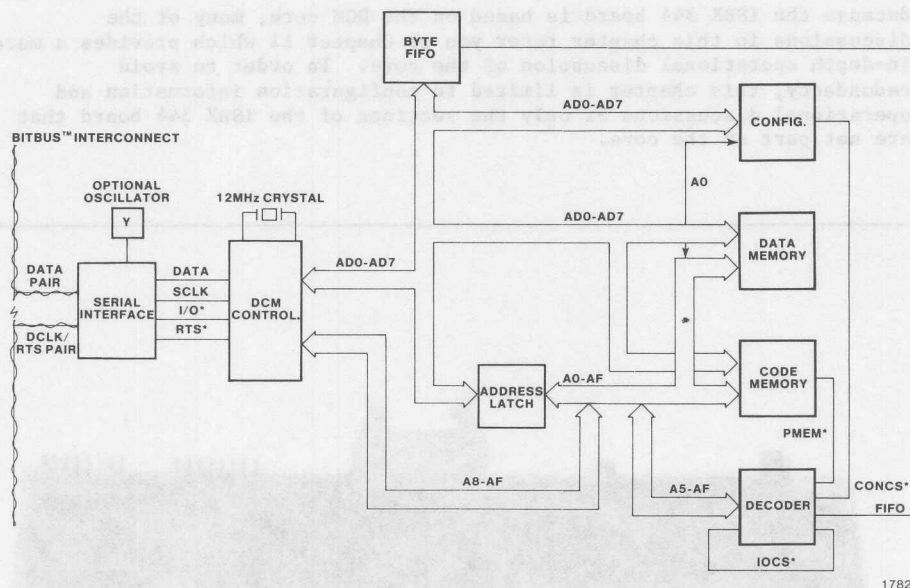 Because the iSBX 344 board is based on the DCM core, many of the
discussions in this chapter refer you to Chapter 11 which provides a more
in-depth operational discussion of the core. In order to avoid
redundancy, this chapter is limited to configuration information and
operational discussions of only the sections of the iSBX 344 board that
are not part of the core.
BYTE
FIFO
AD0-AD7
CONFIG.
BITBUS™ INTERCONNECT
A0
OPTIONAL
OSCILLATOR
Y
12MHz CRYSTAL
AD0-AD7
DATA
MEMORY
DATA
PAIR
DATA
AD0-AD7
SERIAL
INTERFACE
SCLK
I/O*
RTS*
DCM
CONTROL.
DCLK/
RTS PAIR
ADDRESS
LATCH
A0-AF
CODE
MEMORY
PMEM*
A8-AF
A5-AF
DECODER
CONCS*
FIFO
IOCS*
1782